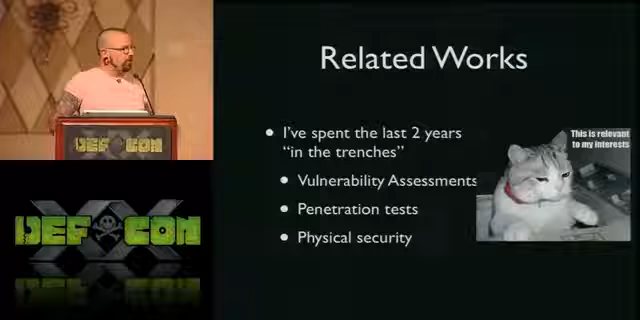 DEF CON
XX
DEF CON
Related Works
I've spent the last 2 years
"in the trenches"
Vulnerability Assessments
Penetration tests
Physical security
This is relevant
to my interests